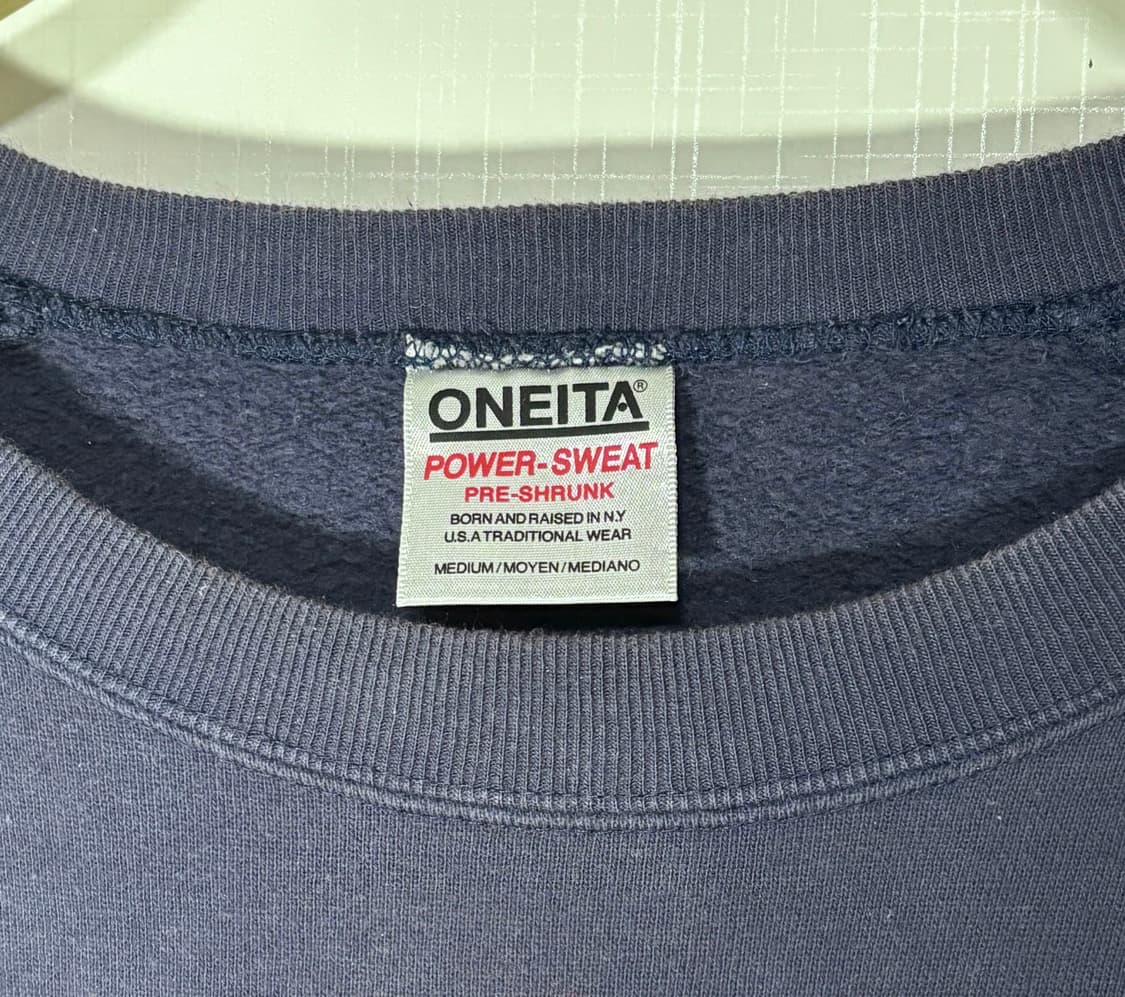 ONEITA®
POWER-SWEAT
PRE-SHRUNK
BORN AND RAISED IN N.Y
U.S.A TRADITIONAL WEAR
MEDIUM/MOYEN/MEDIANO